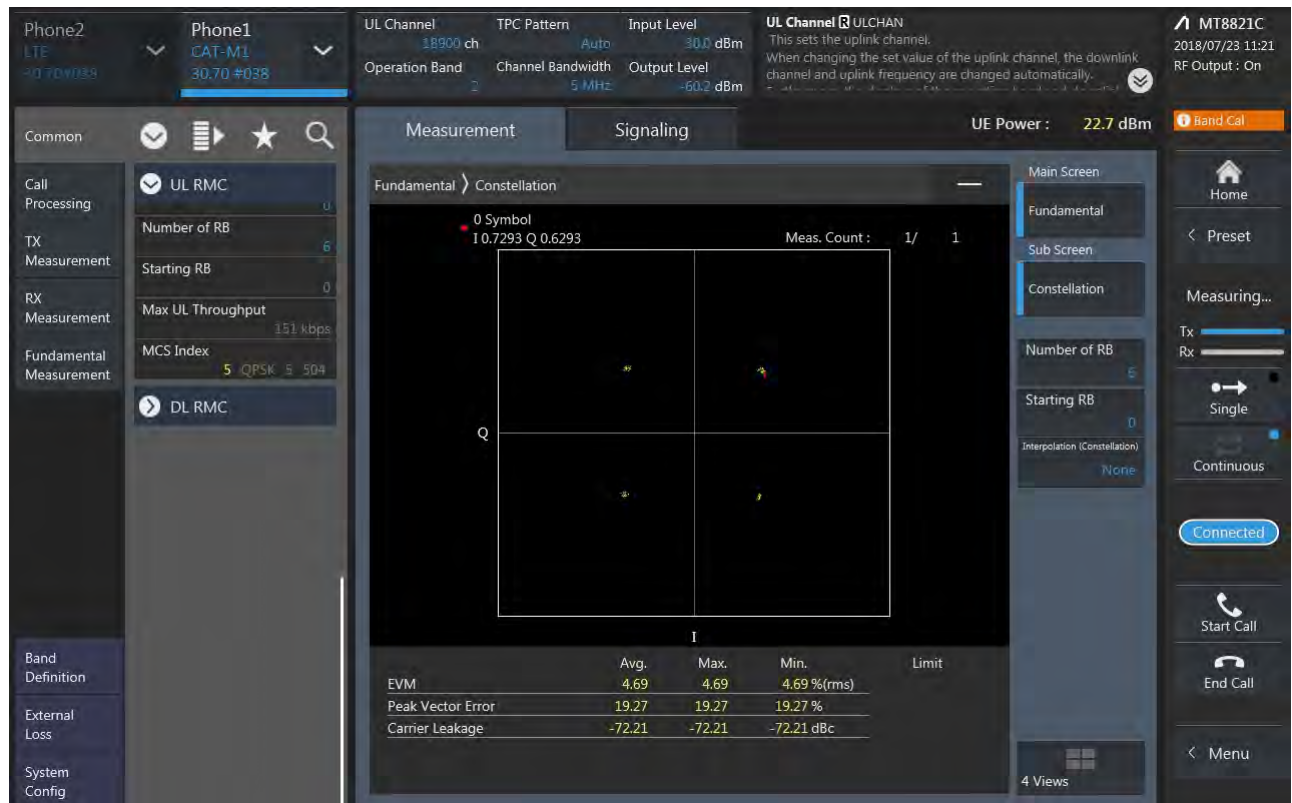 Phone2
LTE
Phone1
CAT-M1
30.70 #038
UL Channel
18900 ch
TPC Pattern
Auto
Input Level
30.0 dBm
Operation Band
2
Channel Bandwidth
5 MHz
Output Level
-60.2 dBm
UL Channel R ULCHAN
This sets the uplink channel.
When changing the set value of the uplink channel, the downlink
channel and uplink frequency are changed automatically.
MT8821C
2018/07/23 11:21
RF Output : On
Common
Measurement
Signaling
UE Power : 22.7 dBm
Band Cal
Call
Processing
TX
Measurement
RX
Measurement
Fundamental
Measurement
Band
Definition
External
Loss
System
Config
UL RMC
0
Number of RB
6
Starting RB
0
Max UL Throughput
151 kbps
MCS Index
5 QPSK 5 504
DL RMC
Fundamental 〉 Constellation
0 Symbol
I 0.7293 Q 0.6293
Meas. Count : 1/ 1
Q
I
Avg. Max. Min. Limit
EVM 4.69 4.69 4.69 %(rms)
Peak Vector Error 19.27 19.27 19.27 %
Carrier Leakage -72.21 -72.21 -72.21 dBc
Main Screen
Fundamental
Sub Screen
Constellation
Number of RB
6
Starting RB
0
Interpolation (Constellation)
None
4 Views
Home
< Preset
Measuring...
Tx
Rx
Single
Continuous
Connected
Start Call
End Call
< Menu